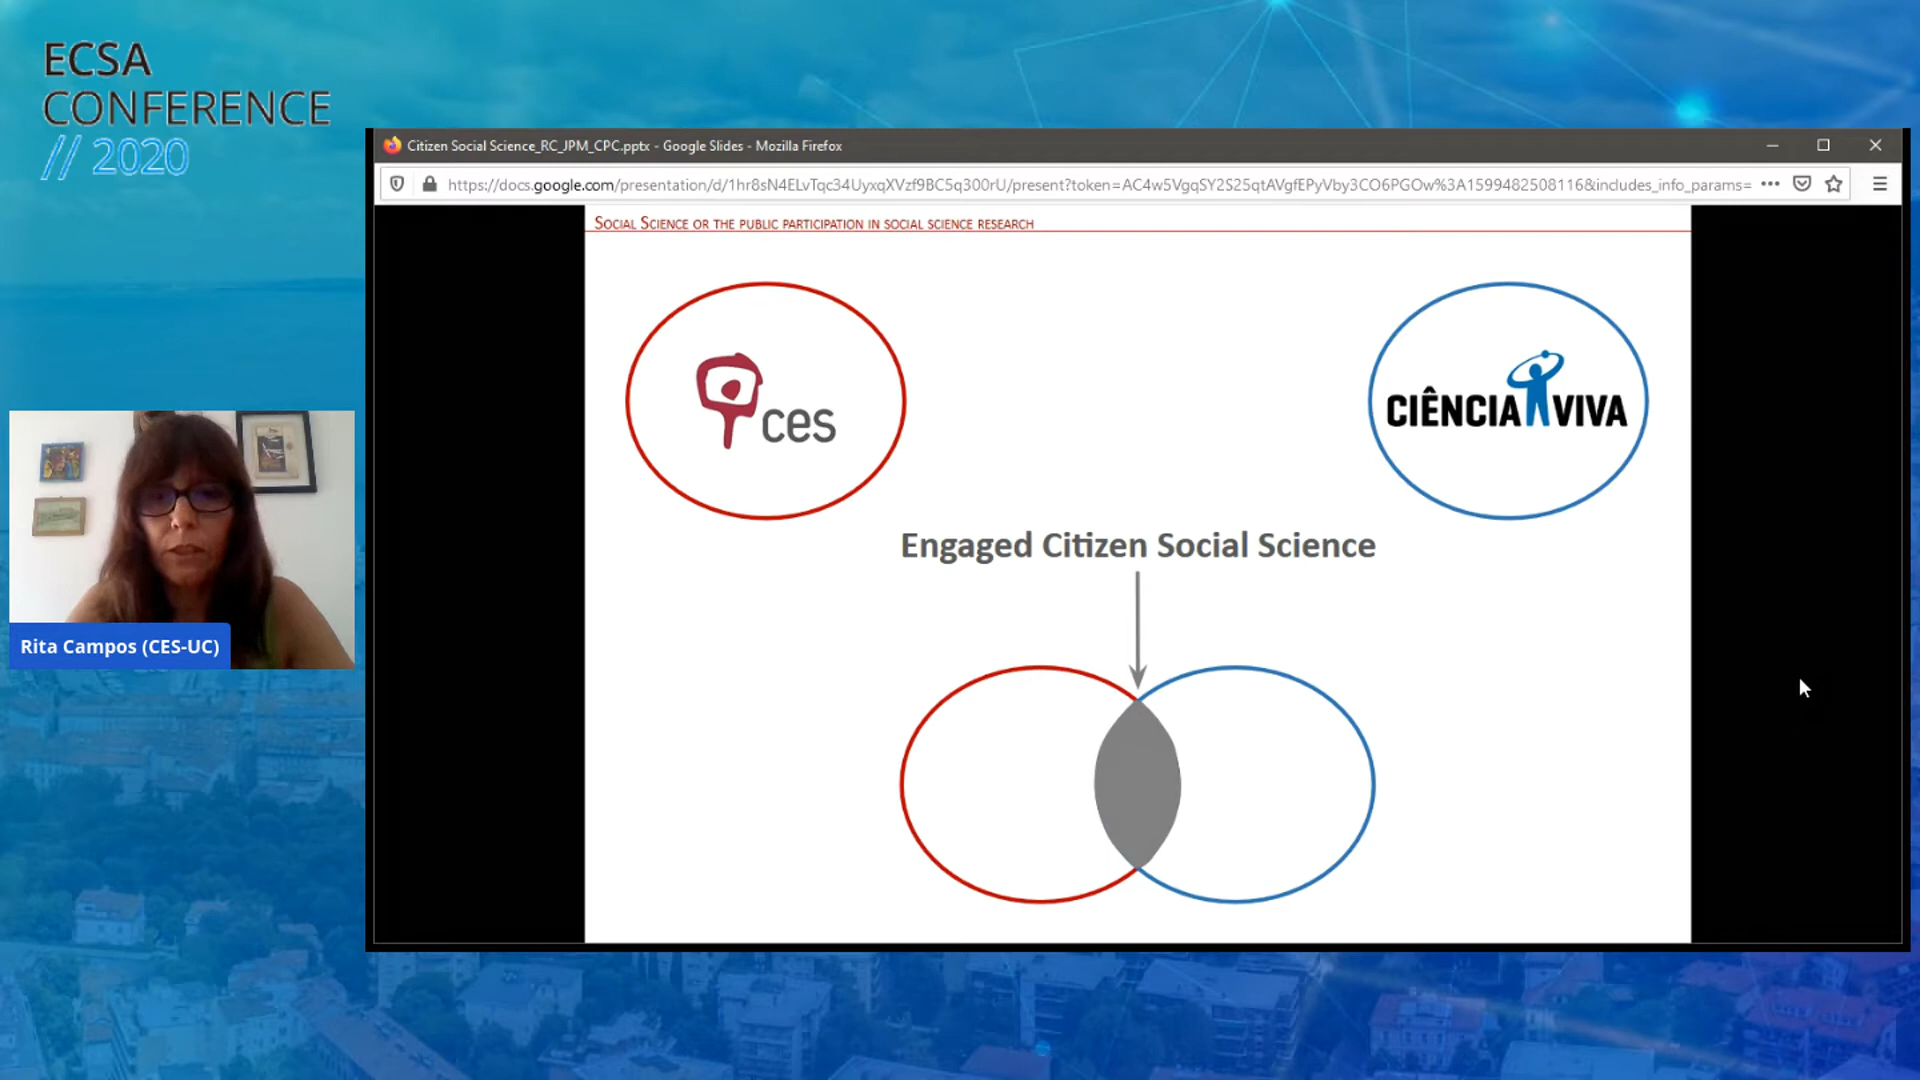 ECSA
CONFERENCE
// 2020
Citizen Social Science_RC_JPM_CPC.pptx - Google Slides - Mozilla Firefox
https://docs.google.com/presentation/d/1hr8sN4ELvTqc34UyxqXVzf9BC5q300rU/present?token=AC4w5VgqSY2S25qtAVgfEPyVby3CO6PGOw%3A1599482508116&includes_info_params=
Social Science or the public participation in social science research
ces
CIÊNCIA VIVA
Engaged Citizen Social Science
Rita Campos (CES-UC)